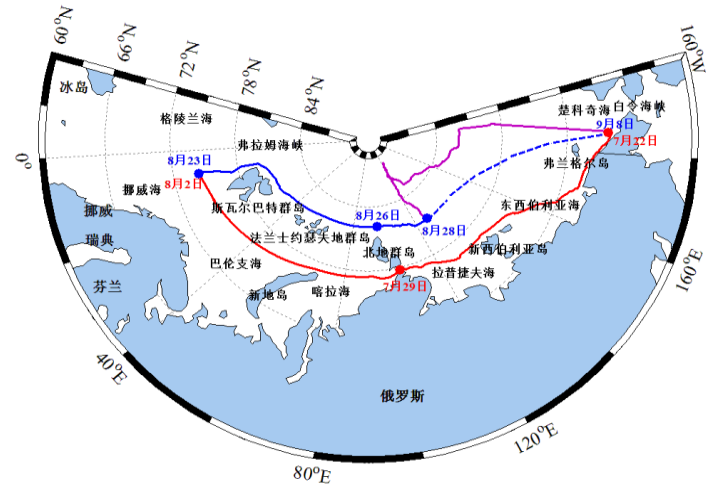 60°N
66°N
72°N
78°N
84°N
160°W
冰岛
格陵兰海
弗拉姆海峡
楚科奇海
白令海峡
9月8日
7月22日
弗兰格尔岛
8月23日
8月2日
挪威海
斯瓦尔巴特群岛
东西伯利亚海
8月26日
8月28日
挪威
瑞典
芬兰
法兰士约瑟夫地群岛
北地群岛
新西伯利亚岛
巴伦支海
拉普捷夫海
新地岛
喀拉海
7月29日
俄罗斯
0°
40°E
80°E
120°E
160°E